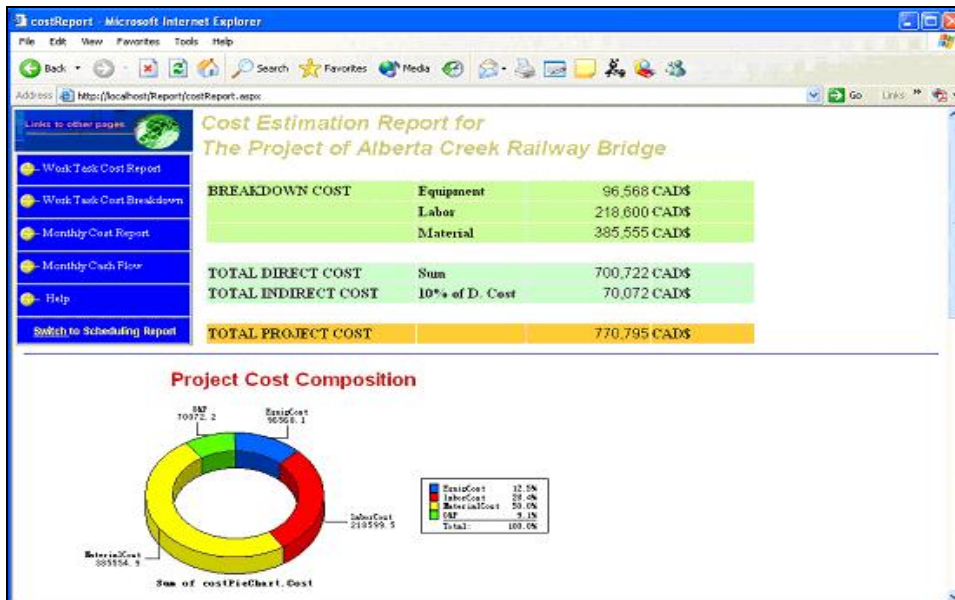 costReport - Microsoft Internet Explorer
File Edit View Favorites Tools Help
Back Search Favorites Media
Address http://localhost/Report/costReport.aspx Go Links »
Links to other pages
Work Task Cost Report
Work Task Cost Breakdown
Monthly Cost Report
Monthly Cash Flow
Help
Switch to Scheduling Report
Cost Estimation Report for
The Project of Alberta Creek Railway Bridge
BREAKDOWN COST Equipment 96,568 CAD$
Labor 218,600 CAD$
Material 385,555 CAD$
TOTAL DIRECT COST Sum 700,722 CAD$
TOTAL INDIRECT COST 10% of D. Cost 70,072 CAD$
TOTAL PROJECT COST 770,795 CAD$
Project Cost Composition
O&P
70072.2
EquipCost
96568.1
LaborCost
218599.5
MaterialCost
385554.9
EquipCost 12.5%
LaborCost 28.4%
MaterialCost 50.0%
O&P 9.1%
Total: 100.0%
Sum of costPieChart.Cost